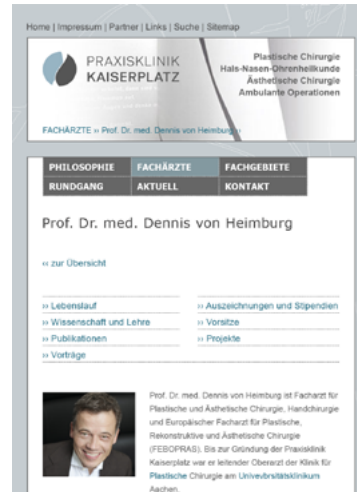 Home | Impressum | Partner | Links | Suche | Sitemap
PRAXISKLINIK
KAISERPLATZ
Plastische Chirurgie
Hals-Nasen-Ohrenheilkunde
Ästhetische Chirurgie
Ambulante Operationen
FACHÄRZTE » Prof. Dr. med. Dennis von Heimburg »
PHILOSOPHIE FACHÄRZTE FACHGEBIETE
RUNDGANG AKTUELL KONTAKT
Prof. Dr. med. Dennis von Heimburg
‹‹ zur Übersicht
›› Lebenslauf ›› Auszeichnungen und Stipendien
›› Wissenschaft und Lehre ›› Vorsitze
›› Publikationen ›› Projekte
›› Vorträge
Prof. Dr. med. Dennis von Heimburg ist Facharzt für
Plastische und Ästhetische Chirurgie, Handchirurgie
und Europäischer Facharzt für Plastische,
Rekonstruktive und Ästhetische Chirurgie
(FEBOPRAS). Bis zur Gründung der Praxisklinik
Kaiserplatz war er leitender Oberarzt der Klinik für
Plastische Chirurgie am Univevbrsitätsklinikum
Aachen.